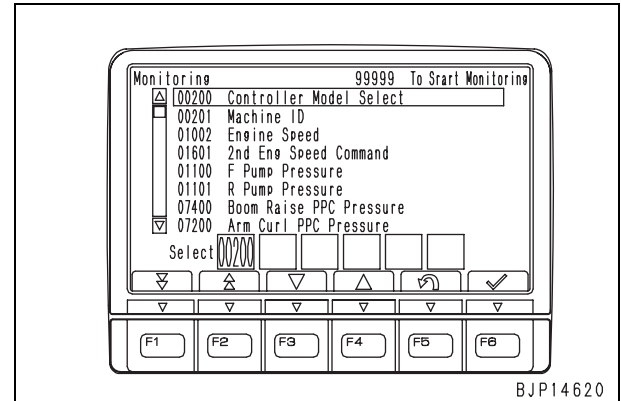 Monitoring 99999 To Srart Monitoring
00200 Controller Model Select
00201 Machine ID
01002 Engine Speed
01601 2nd Eng Speed Command
01100 F Pump Pressure
01101 R Pump Pressure
07400 Boom Raise PPC Pressure
07200 Arm Curl PPC Pressure
Select 00200
F1 F2 F3 F4 F5 F6
BJP14620